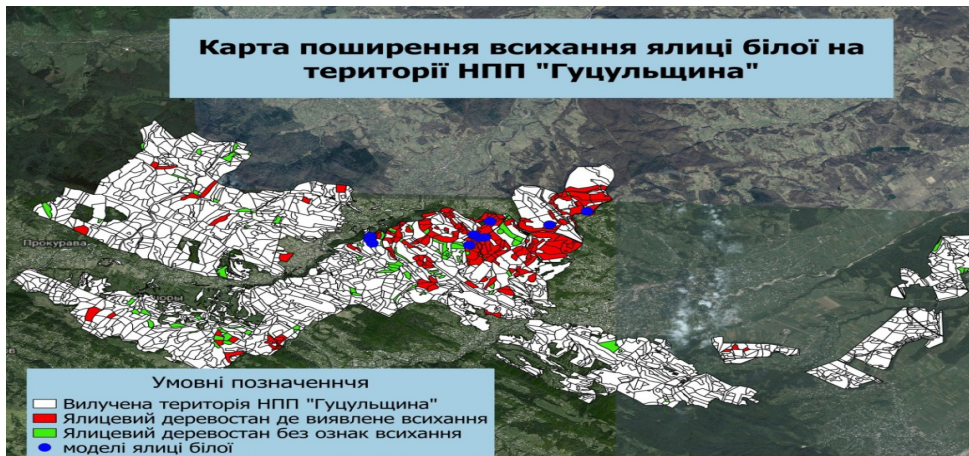 Карта поширення всихання ялиці білої на
території НПП "Гуцульщина"
Прокурава
Умовні позначеннчя
Вилучена територія НПП "Гуцульщина"
Ялицевий деревостан де виявлене всихання
Ялицевий деревостан без ознак всихання
моделі ялиці білої